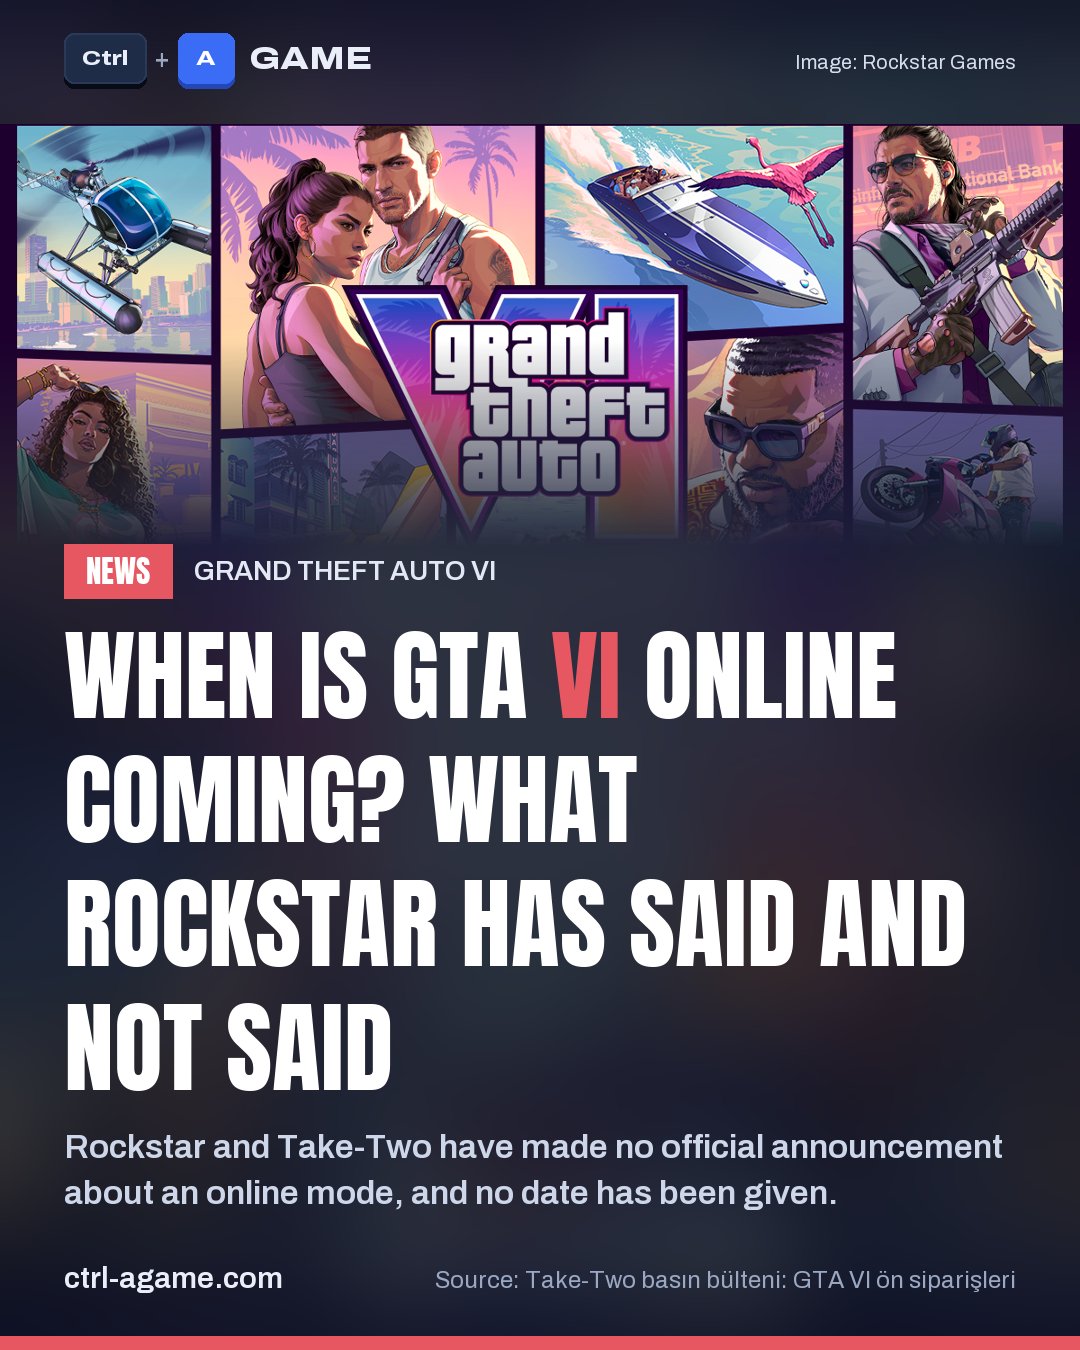 Ctrl + A GAME
Image: Rockstar Games
VI
grand
theft
auto
NEWS
GRAND THEFT AUTO VI
WHEN IS GTA VI ONLINE
COMING? WHAT
ROCKSTAR HAS SAID AND
NOT SAID
Rockstar and Take-Two have made no official announcement
about an online mode, and no date has been given.
ctrl-agame.com
Source: Take-Two basın bülteni: GTA VI ön siparişleri